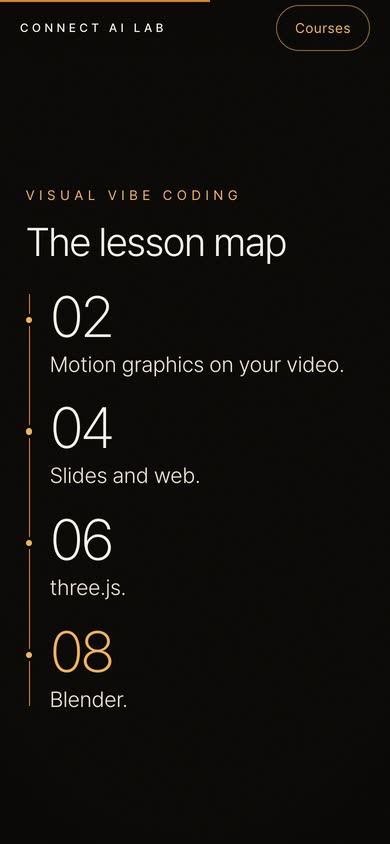 CONNECT AI LAB
Courses
VISUAL VIBE CODING
The lesson map
02
Motion graphics on your video.
04
Slides and web.
06
three.js.
08
Blender.